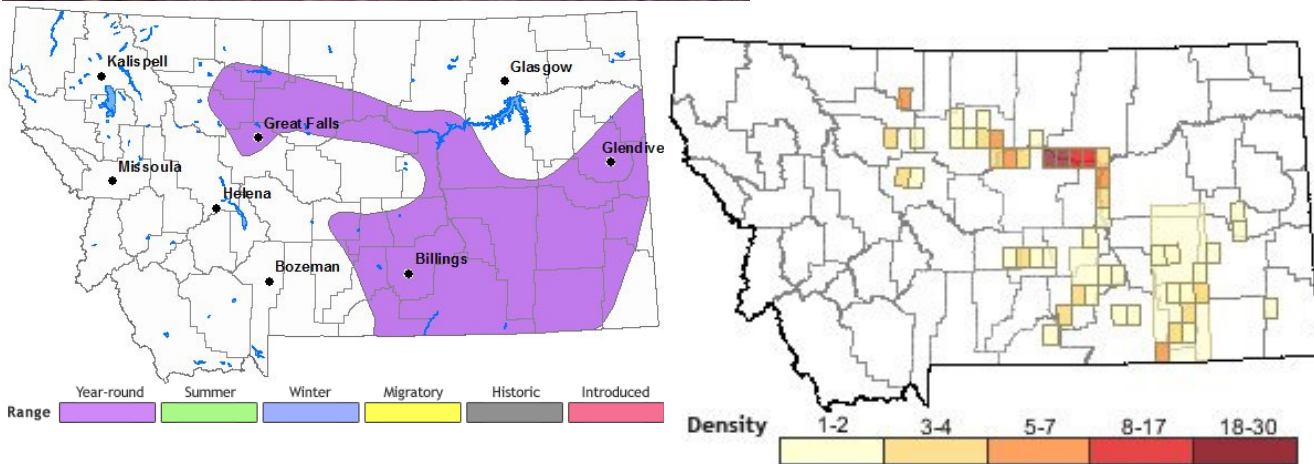 Kalispell
Glasgow
Great Falls
Glendive
Missoula
Helena
Bozeman
Billings
Year-round Summer Winter Migratory Historic Introduced
Range
Density 1-2 3-4 5-7 8-17 18-30